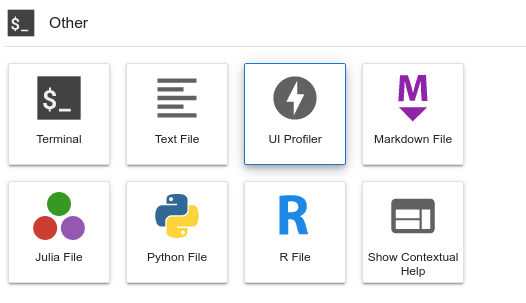 $_ Other
$_
M
Terminal Text File UI Profiler Markdown File
R
Julia File Python File R File Show Contextual
Help